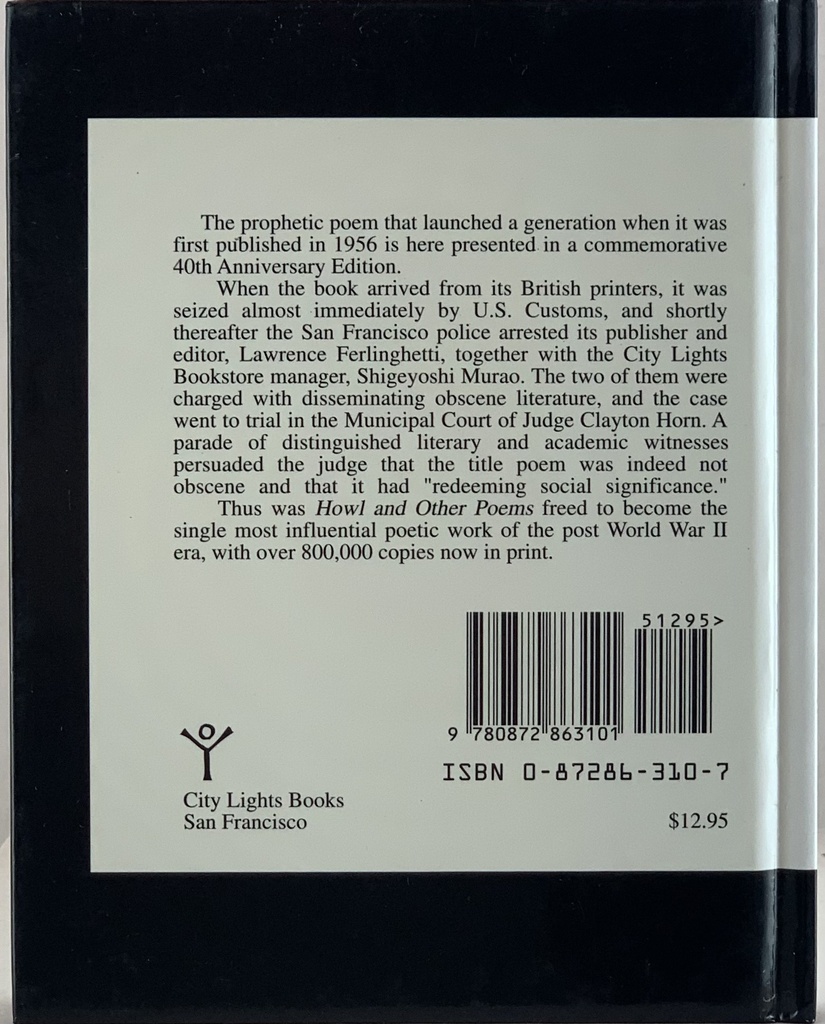 The prophetic poem that launched a generation when it was
first published in 1956 is here presented in a commemorative
40th Anniversary Edition.
When the book arrived from its British printers, it was
seized almost immediately by U.S. Customs, and shortly
thereafter the San Francisco police arrested its publisher and
editor, Lawrence Ferlinghetti, together with the City Lights
Bookstore manager, Shigeyoshi Murao. The two of them were
charged with disseminating obscene literature, and the case
went to trial in the Municipal Court of Judge Clayton Horn. A
parade of distinguished literary and academic witnesses
persuaded the judge that the title poem was indeed not
obscene and that it had "redeeming social significance."
Thus was Howl and Other Poems freed to become the
single most influential poetic work of the post World War II
era, with over 800,000 copies now in print.
51295>
9 780872 863101
ISBN 0-87286-310-7
City Lights Books
San Francisco
$12.95